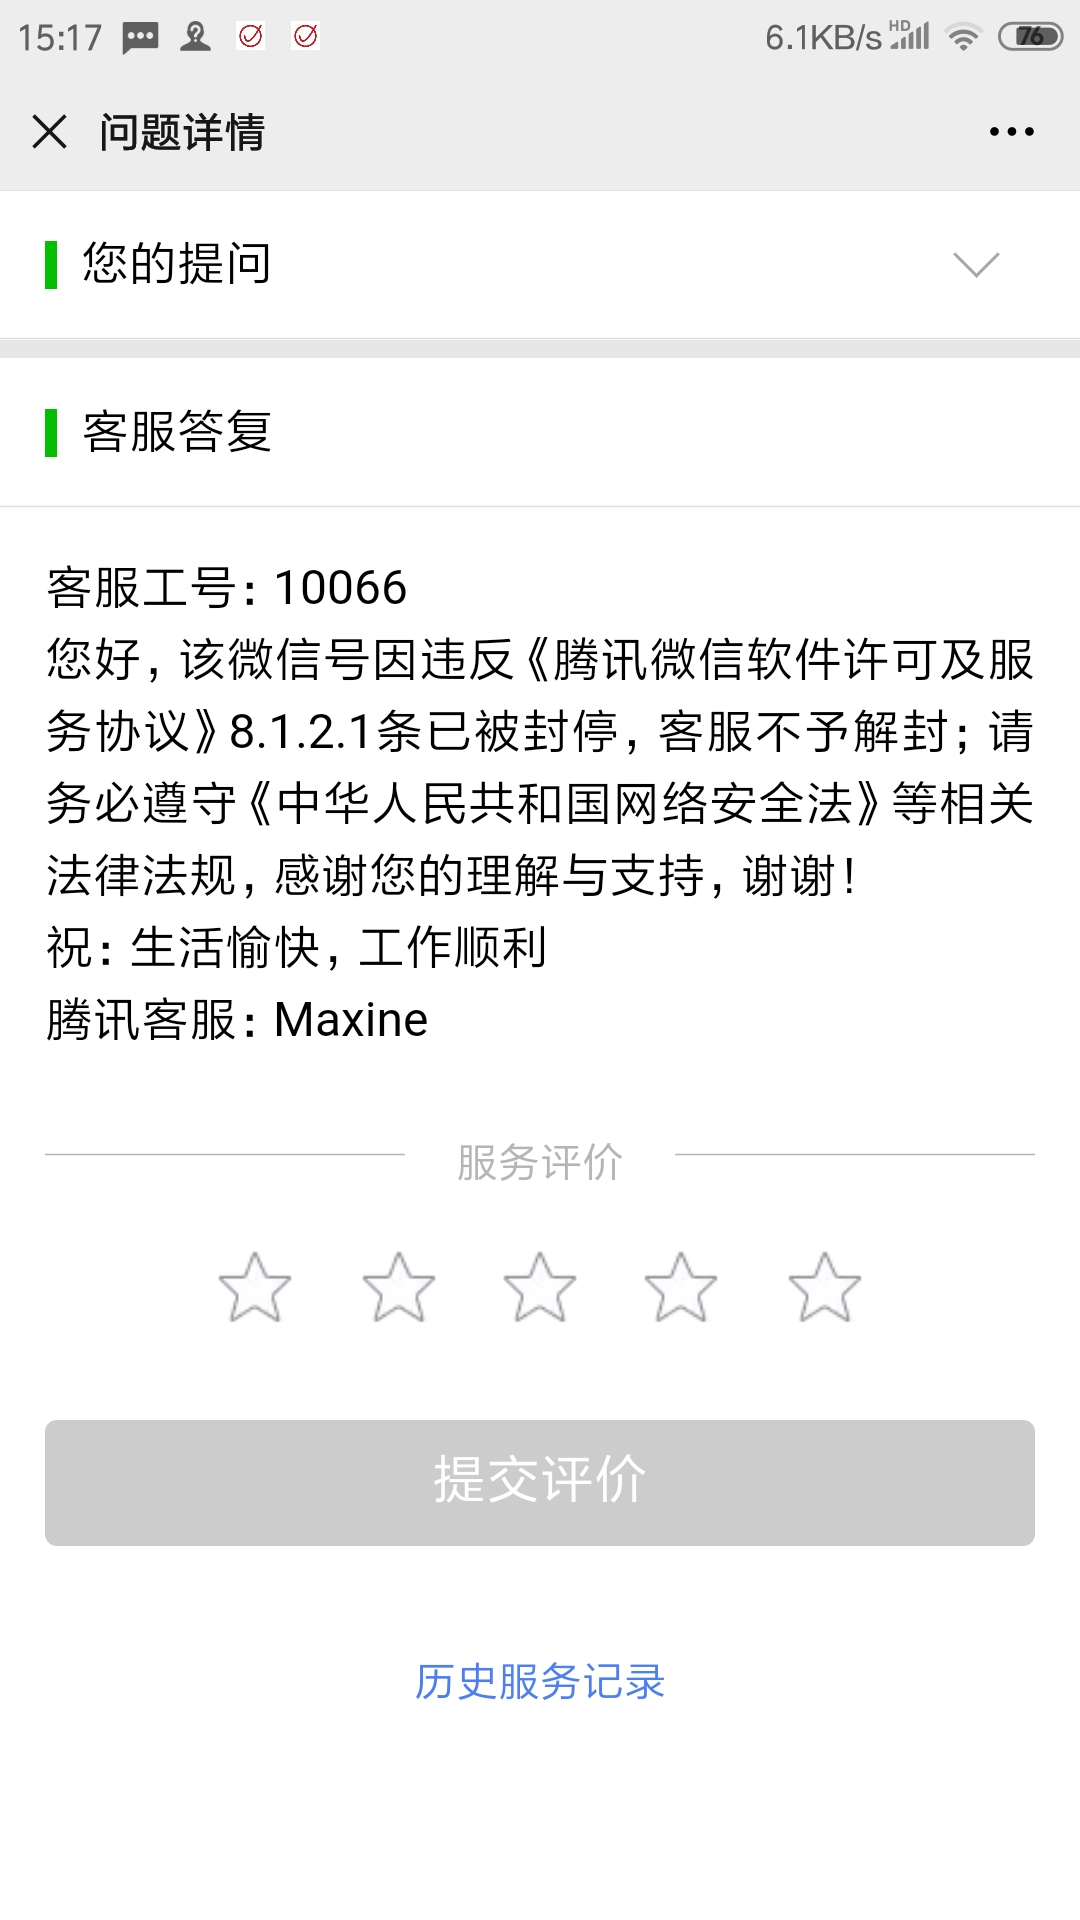 15:17
6.1KB/s HD 76
问题详情
您的提问
客服答复
客服工号：10066
您好，该微信号因违反《腾讯微信软件许可及服
务协议》8.1.2.1条已被封停，客服不予解封；请
务必遵守《中华人民共和国网络安全法》等相关
法律法规，感谢您的理解与支持，谢谢！
祝：生活愉快，工作顺利
腾讯客服：Maxine
服务评价
提交评价
历史服务记录